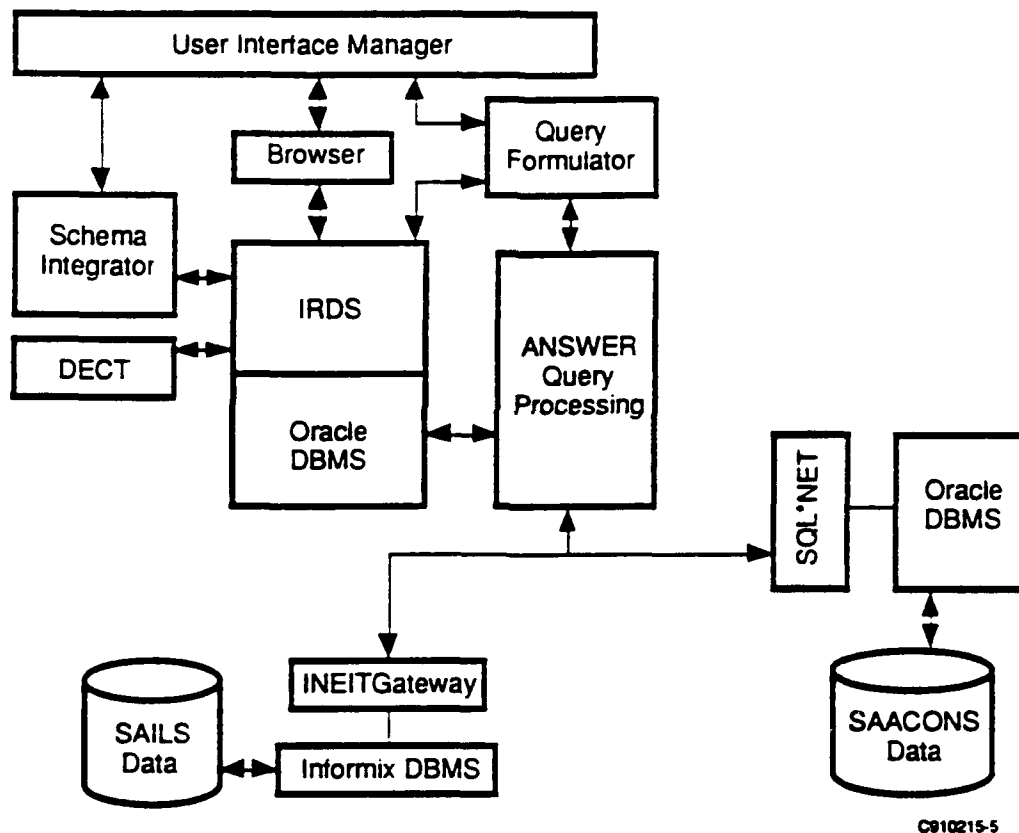 User Interface Manager
Browser
Query
Formulator
Schema
Integrator
IRDS
DECT
ANSWER
Query
Processing
Oracle
DBMS
SQL*NET
Oracle
DBMS
INEITGateway
SAILS
Data
Informix DBMS
SAACONS
Data
C910215-5